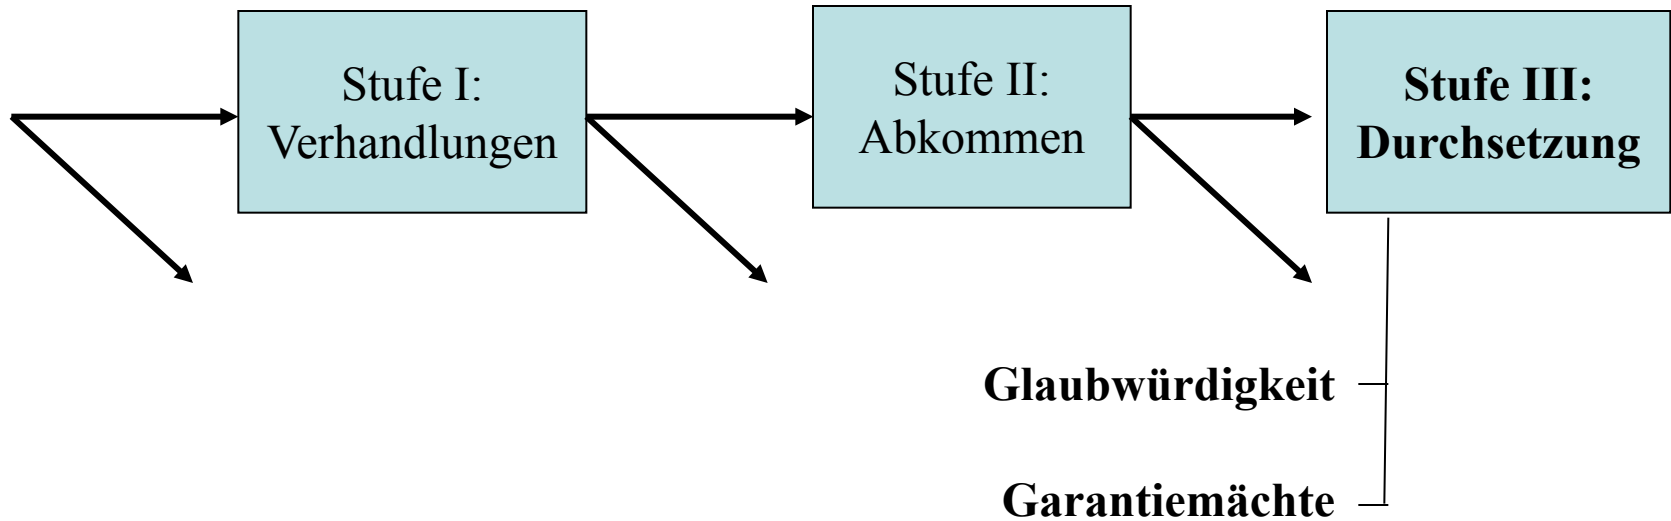 Stufe I:
Verhandlungen
Stufe II:
Abkommen
Stufe III:
Durchsetzung
Glaubwürdigkeit
Garantiemächte